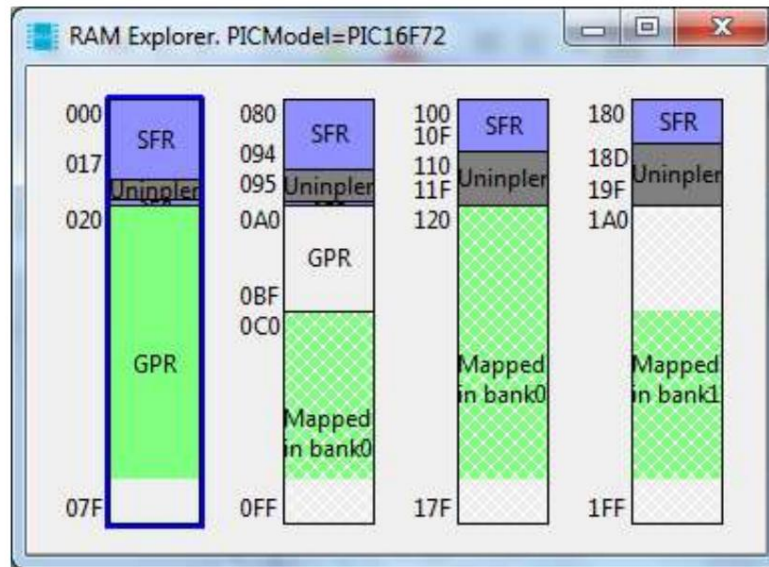 RAM Explorer. PICModel=PIC16F72
000
017
020
07F
SFR
Uninpler
GPR
080
094
095
0A0
0BF
0C0
0FF
SFR
Uninpler
GPR
Mapped
in bank0
100
10F
110
11F
120
17F
SFR
Uninpler
Mapped
in bank0
180
18D
19F
1A0
1FF
SFR
Uninpler
Mapped
in bank1